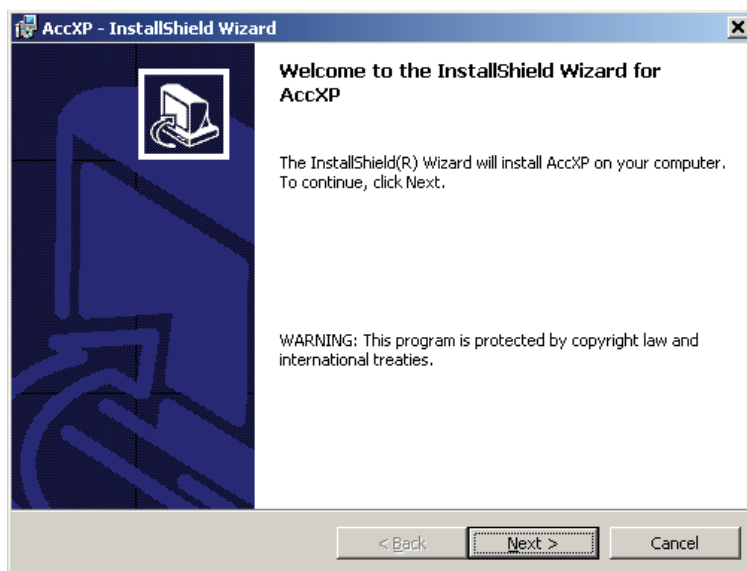 AccXP - InstallShield Wizard
Welcome to the InstallShield Wizard for
AccXP
The InstallShield(R) Wizard will install AccXP on your computer.
To continue, click Next.
WARNING: This program is protected by copyright law and
international treaties.
< Back
Next >
Cancel